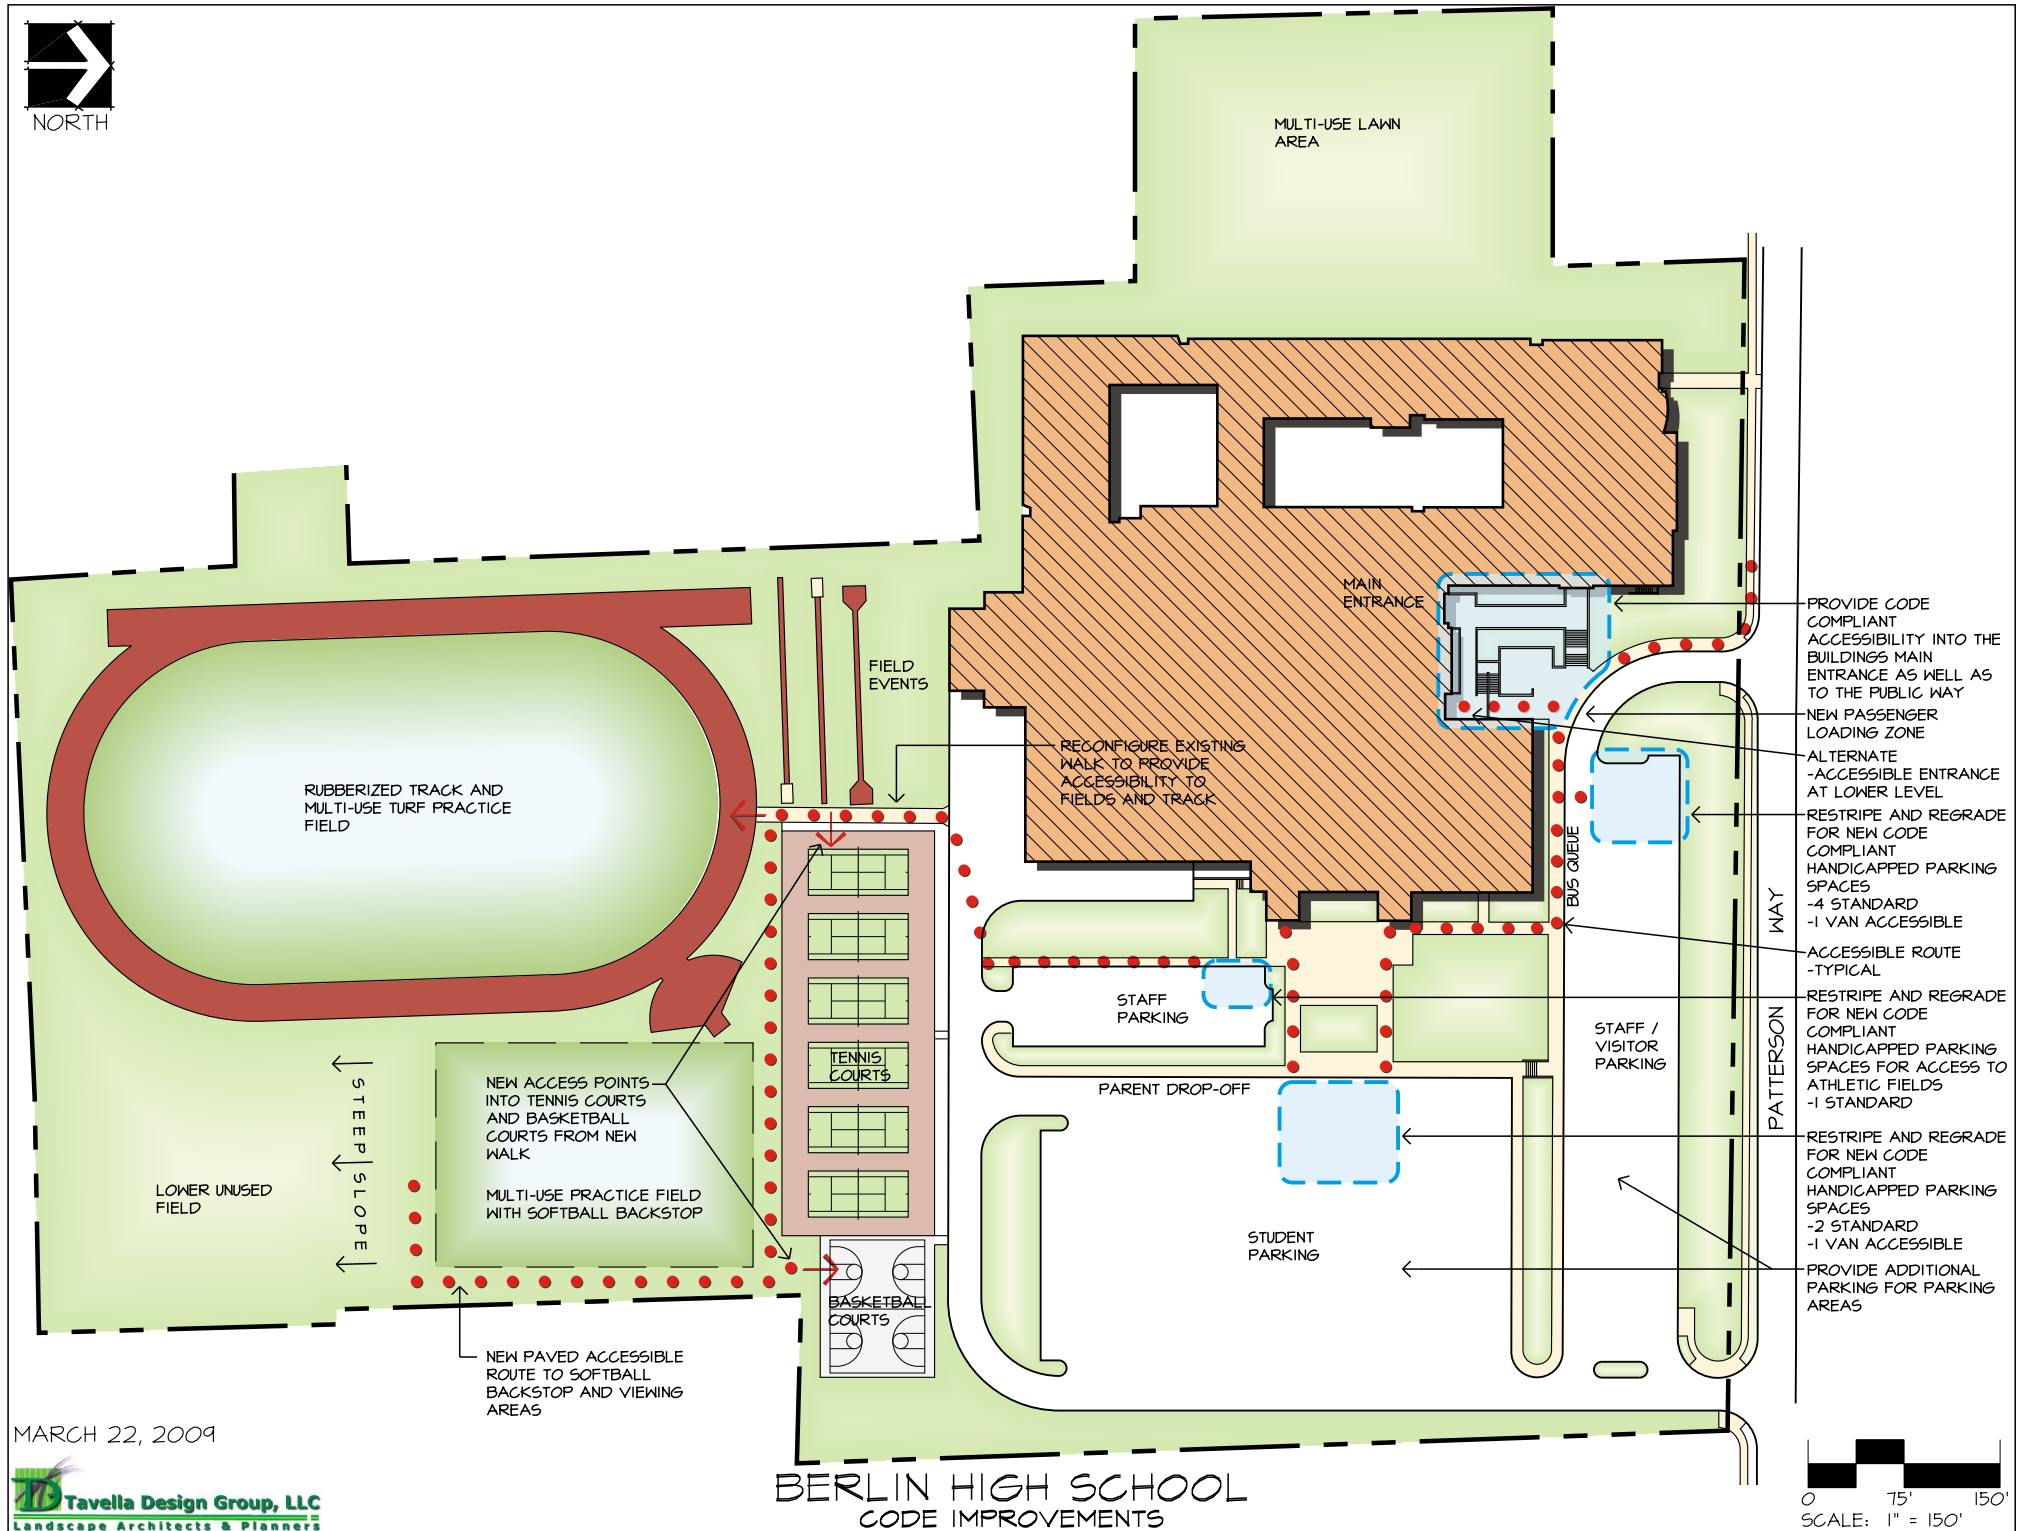 NORTH
MULTI-USE LAWN
AREA
MAIN
ENTRANCE
FIELD
EVENTS
RECONFIGURE EXISTING
WALK TO PROVIDE
ACCESSIBILITY TO
FIELDS AND TRACK
RUBBERIZED TRACK AND
MULTI-USE TURF PRACTICE
FIELD
PROVIDE CODE
COMPLIANT
ACCESSIBILITY INTO THE
BUILDINGS MAIN
ENTRANCE AS WELL AS
TO THE PUBLIC WAY
NEW PASSENGER
LOADING ZONE
ALTERNATE
-ACCESSIBLE ENTRANCE
AT LOWER LEVEL
RESTRIPE AND REGRADE
FOR NEW CODE
COMPLIANT
HANDICAPPED PARKING
SPACES
-4 STANDARD
-1 VAN ACCESSIBLE
ACCESSIBLE ROUTE
-TYPICAL
RESTRIPE AND REGRADE
FOR NEW CODE
COMPLIANT
HANDICAPPED PARKING
SPACES FOR ACCESS TO
ATHLETIC FIELDS
-1 STANDARD
RESTRIPE AND REGRADE
FOR NEW CODE
COMPLIANT
HANDICAPPED PARKING
SPACES
-2 STANDARD
-1 VAN ACCESSIBLE
PROVIDE ADDITIONAL
PARKING FOR PARKING
AREAS
BUS QUEUE
PATTERSON WAY
STAFF
PARKING
STAFF /
VISITOR
PARKING
PARENT DROP-OFF
STUDENT
PARKING
TENNIS
COURTS
NEW ACCESS POINTS
INTO TENNIS COURTS
AND BASKETBALL
COURTS FROM NEW
WALK
MULTI-USE PRACTICE FIELD
WITH SOFTBALL BACKSTOP
STEEP SLOPE
LOWER UNUSED
FIELD
BASKETBALL
COURTS
NEW PAVED ACCESSIBLE
ROUTE TO SOFTBALL
BACKSTOP AND VIEWING
AREAS
MARCH 22, 2009
TD Tavella Design Group, LLC
Landscape Architects & Planners
BERLIN HIGH SCHOOL
CODE IMPROVEMENTS
0 75' 150'
SCALE: 1" = 150'